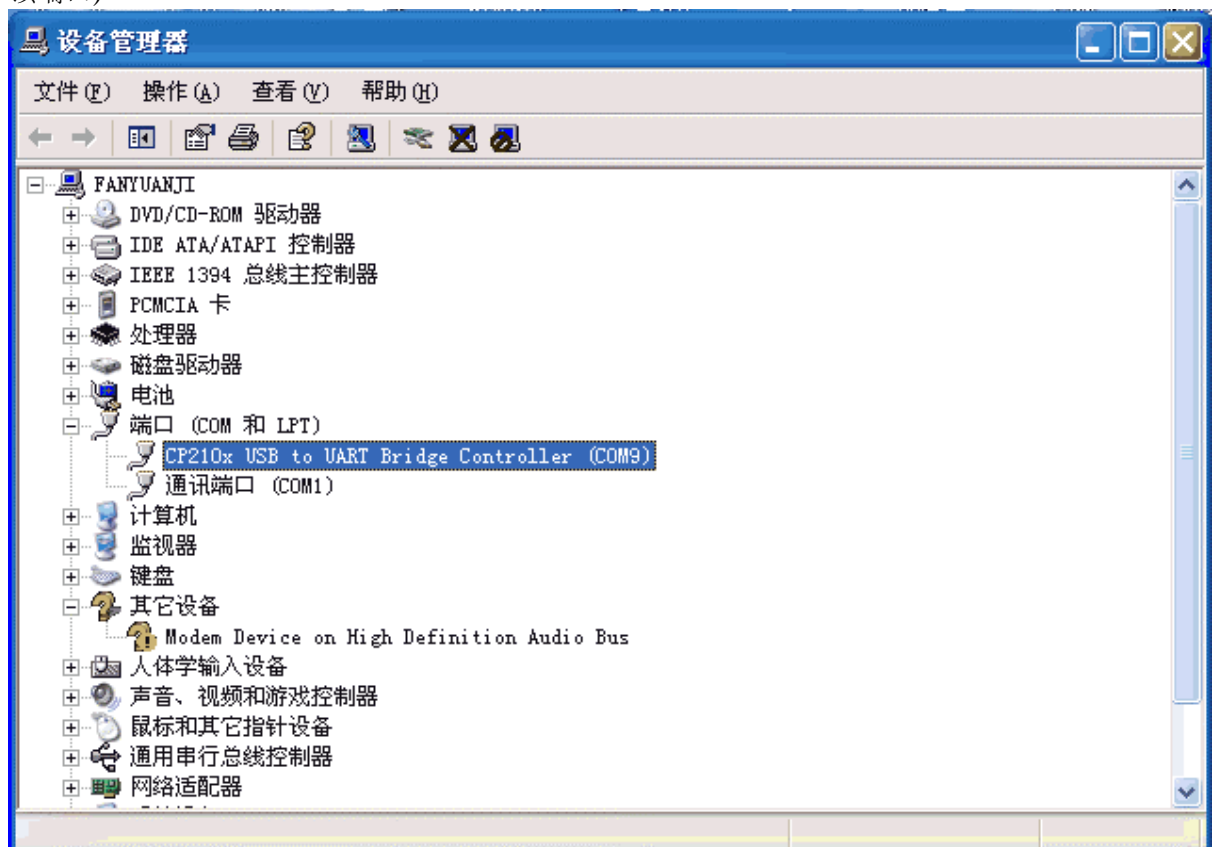 设备管理器
文件(F) 操作(A) 查看(V) 帮助(H)
FANYUANJI
DVD/CD-ROM 驱动器
IDE ATA/ATAPI 控制器
IEEE 1394 总线主控制器
PCMCIA 卡
处理器
磁盘驱动器
电池
端口 (COM 和 LPT)
CP210x USB to UART Bridge Controller (COM9)
通讯端口 (COM1)
计算机
监视器
键盘
其它设备
Modem Device on High Definition Audio Bus
人体学输入设备
声音、视频和游戏控制器
鼠标和其它指针设备
通用串行总线控制器
网络适配器